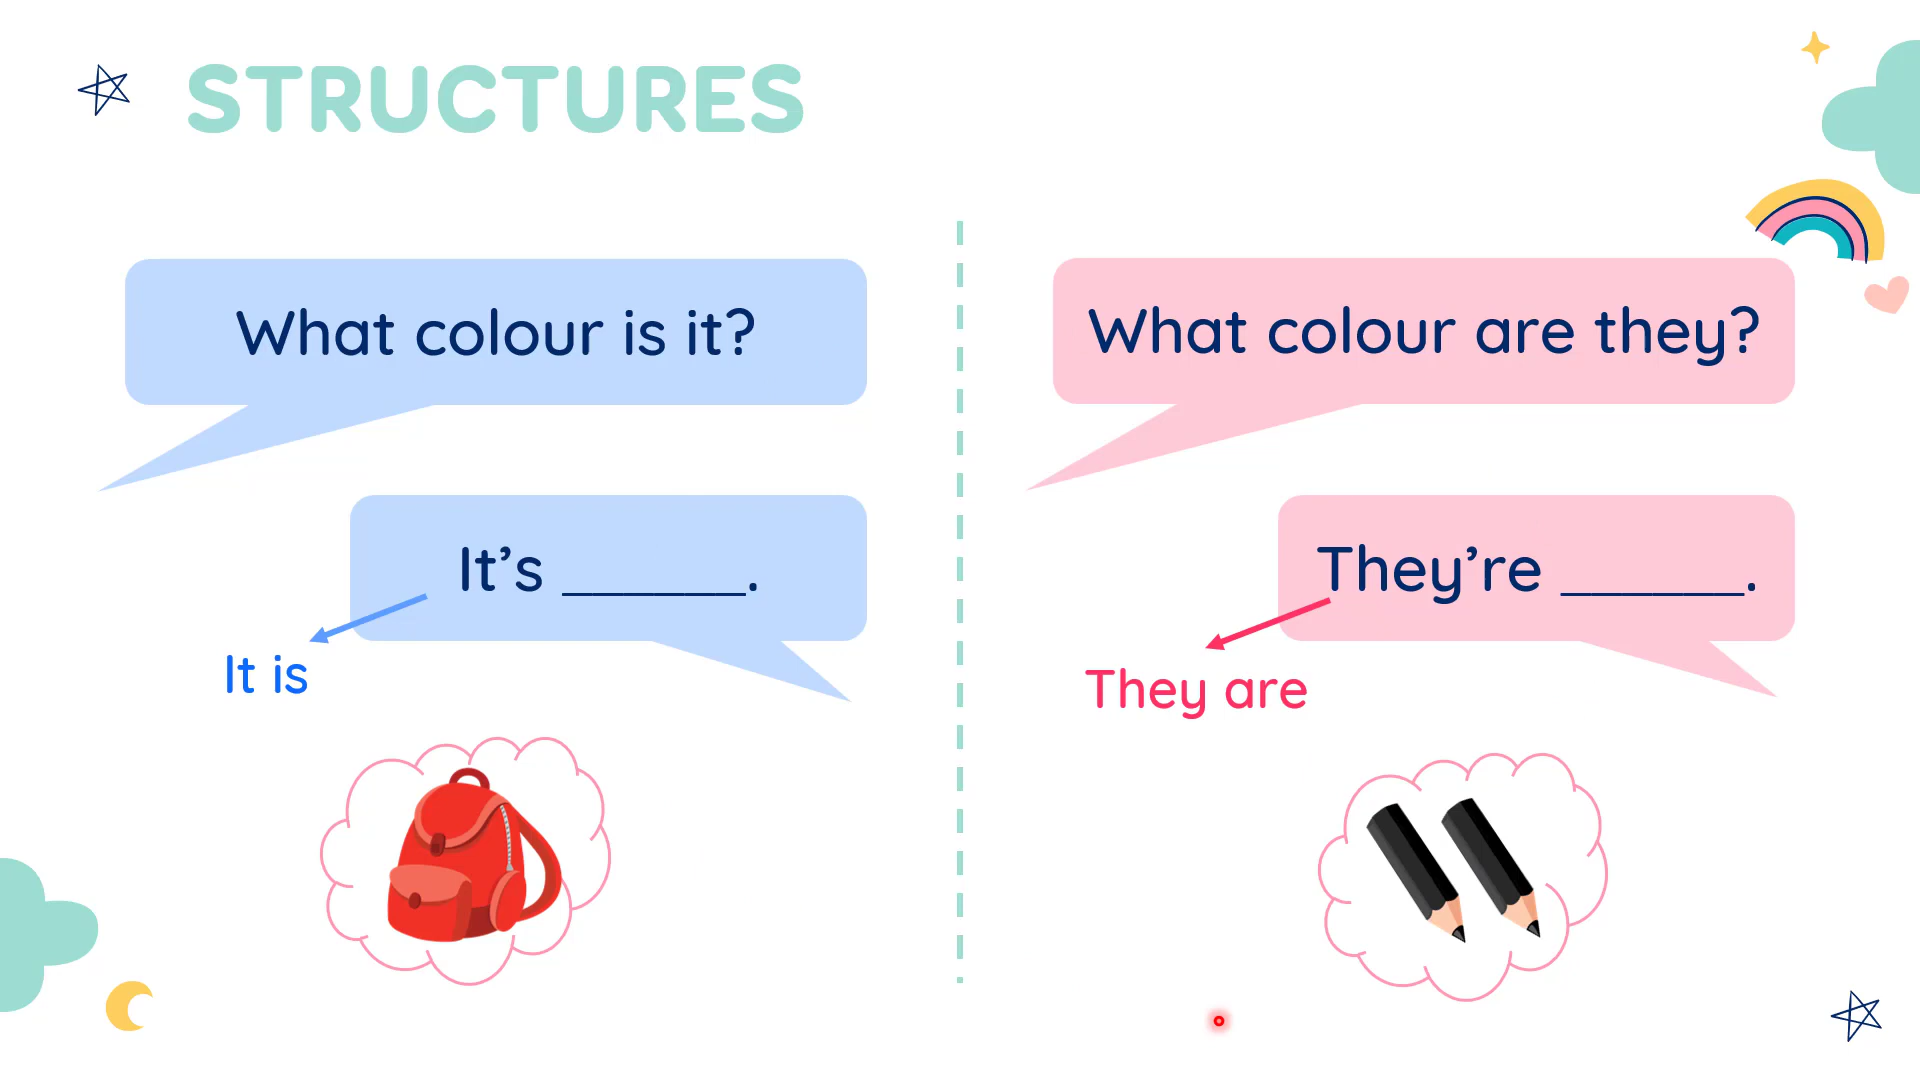 STRUCTURES
What colour is it?
It’s ______.
It is
What colour are they?
They’re ______.
They are